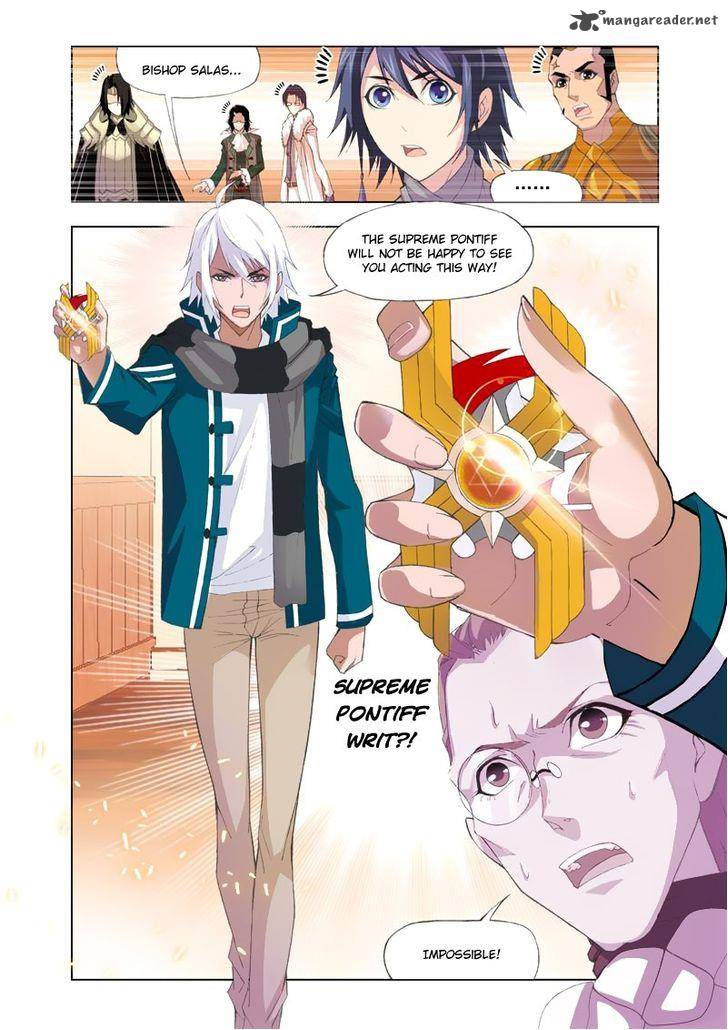 mangareader.net
BISHOP SALAS...
......
THE SUPREME PONTIFF
WILL NOT BE HAPPY TO SEE
YOU ACTING THIS WAY!
SUPREME
PONTIFF
WRIT?!
IMPOSSIBLE!